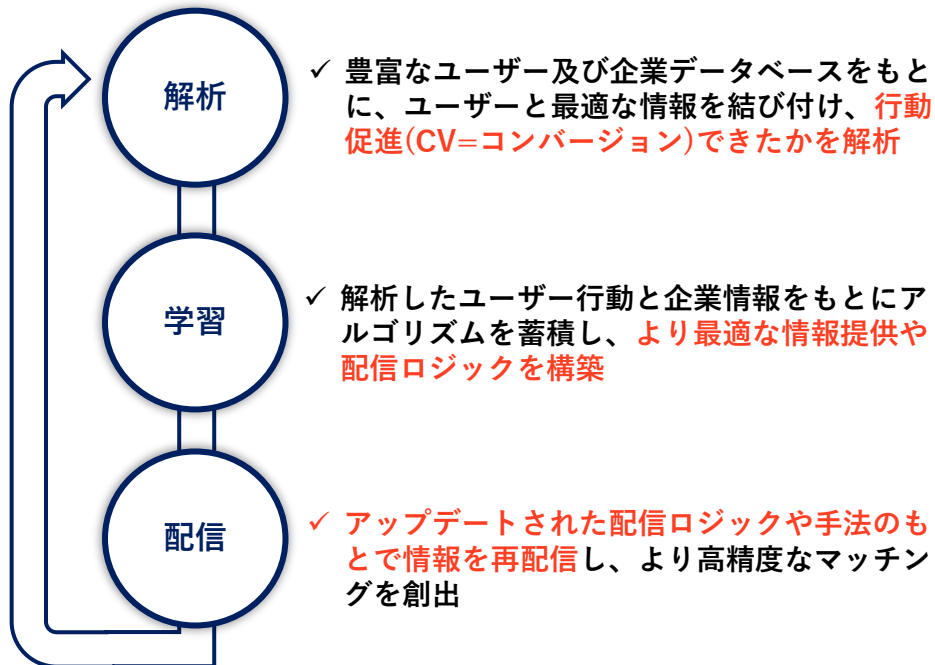 解析
✓ 豊富なユーザー及び企業データベースをもと
に、ユーザーと最適な情報を結び付け、行動
促進(CV=コンバージョン)できたかを解析
学習
✓ 解析したユーザー行動と企業情報をもとにア
ルゴリズムを蓄積し、より最適な情報提供や
配信ロジックを構築
配信
✓ アップデートされた配信ロジックや手法のも
とで情報を再配信し、より高精度なマッチン
グを創出